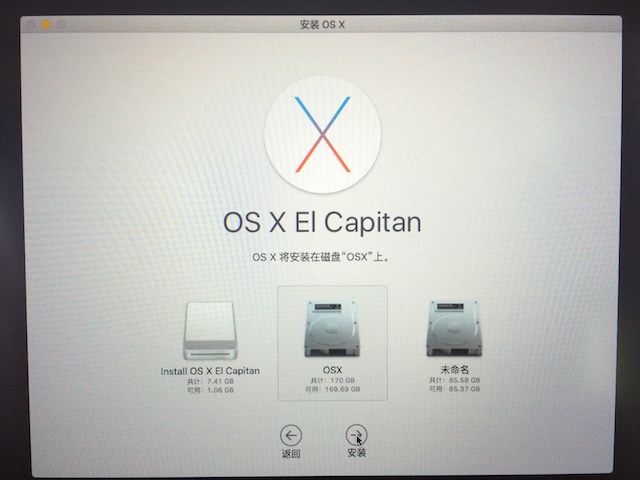 安装 OS X
OS X El Capitan
OS X 将安装在磁盘“OSX”上。
Install OS X El Capitan
共计：7.41 GB
可用：1.06 GB
OSX
共计：170 GB
可用：169.69 GB
未命名
共计：85.58 GB
可用：85.37 GB
返回
安装